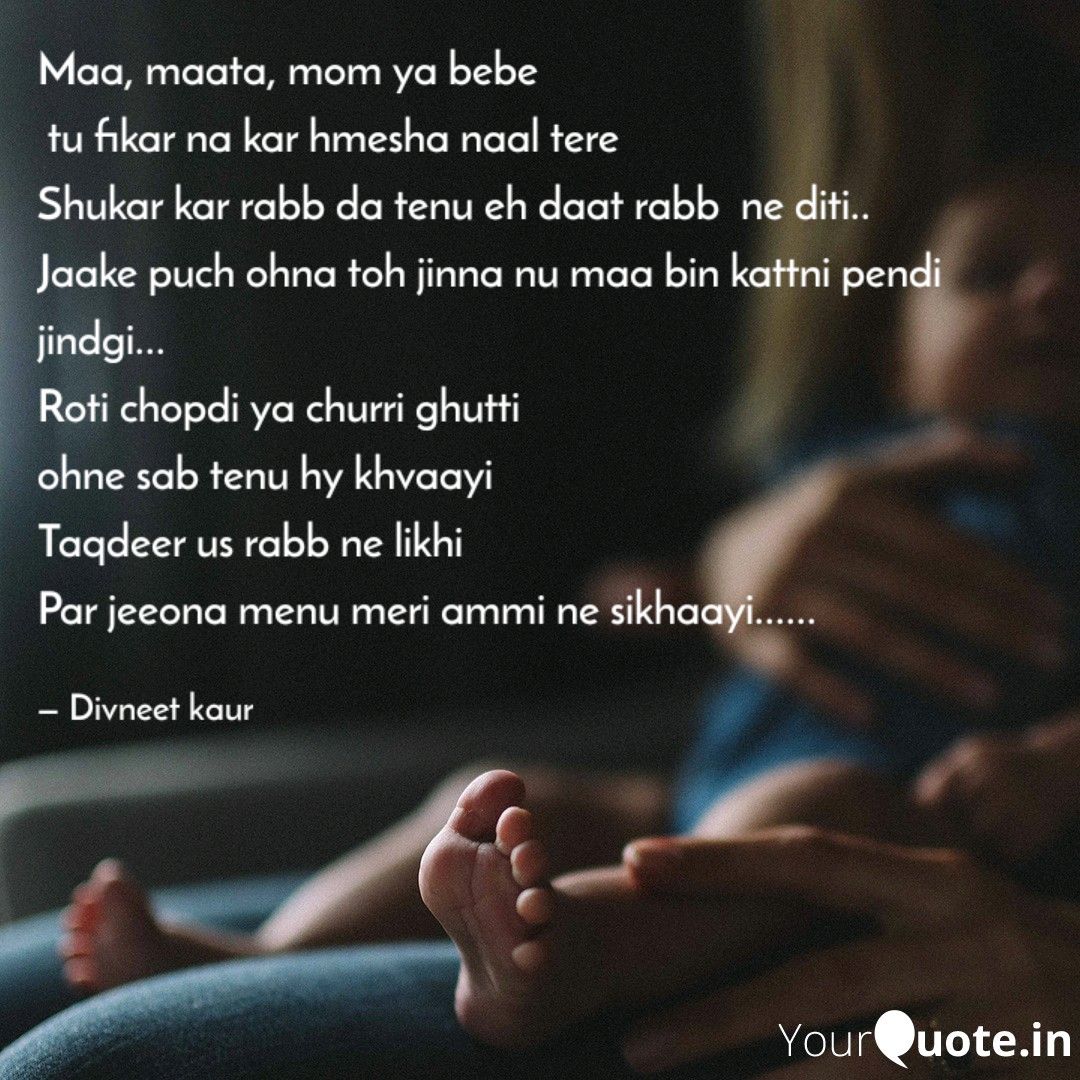 Maa, maata, mom ya bebe
tu fikar na kar hmesha naal tere
Shukar kar rabb da tenu eh daat rabb  ne diti..
Jaake puch ohna toh jinna nu maa bin kattni pendi
jindgi...
Roti chopdi ya churri ghutti
ohne sab tenu hy khvaayi
Taqdeer us rabb ne likhi
Par jeeona menu meri ammi ne sikhaayi......
– Divneet kaur
YourQuote.in